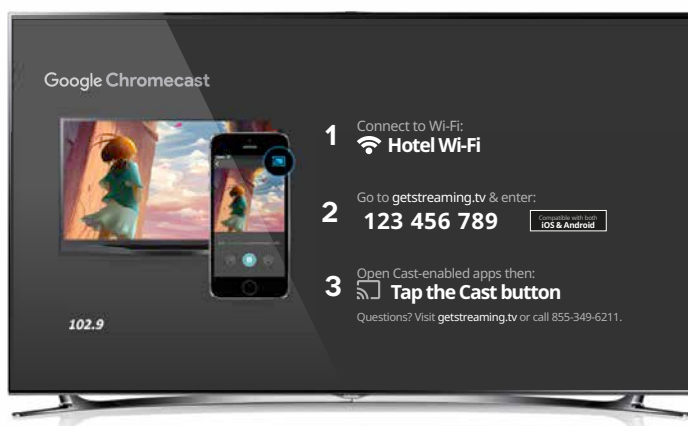 Google Chromecast
1
Connect to Wi-Fi:
Hotel Wi-Fi
2
Go to getstreaming.tv & enter:
123 456 789
Compatible with both
iOS & Android
3
Open Cast-enabled apps then:
Tap the Cast button
Questions? Visit getstreaming.tv or call 855-349-6211.
102.9